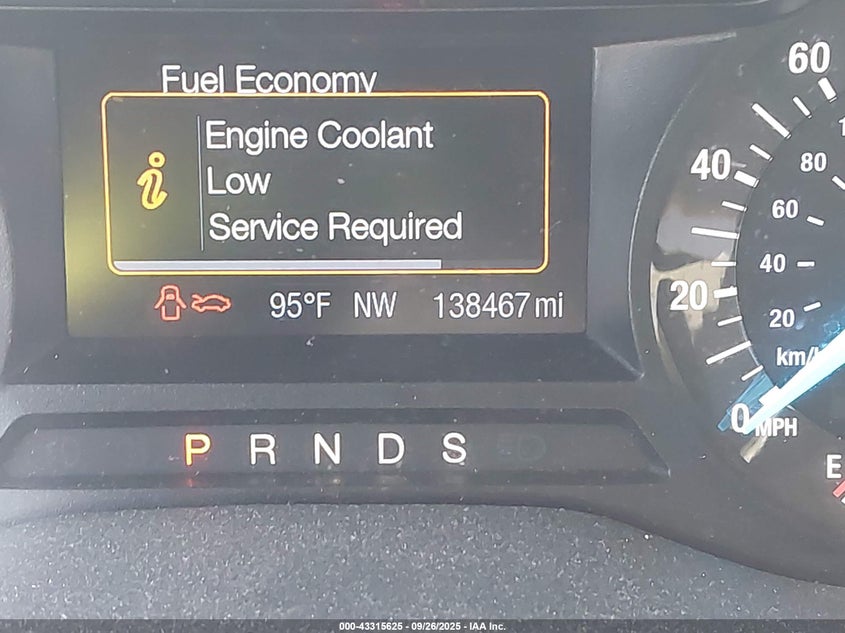 Fuel Economy
Engine Coolant
Low
Service Required
95°F NW 138467 mi
P R N D S
60
40
20
0 MPH
80
60
40
20
km/
E
000-43315625 - 09/26/2025 - IAA Inc.